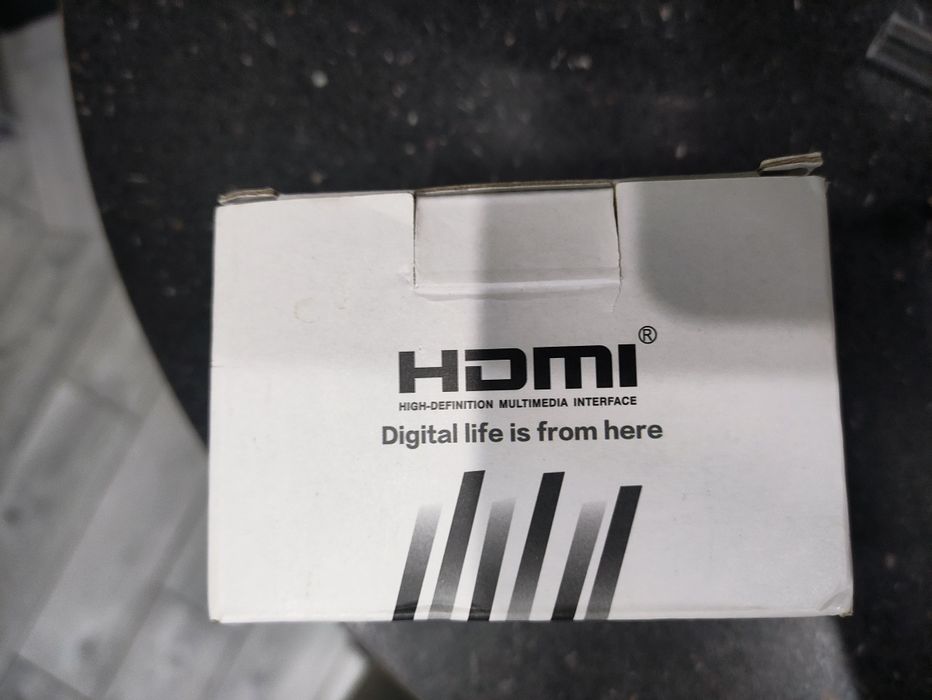 HDMI®
HIGH-DEFINITION MULTIMEDIA INTERFACE
Digital life is from here